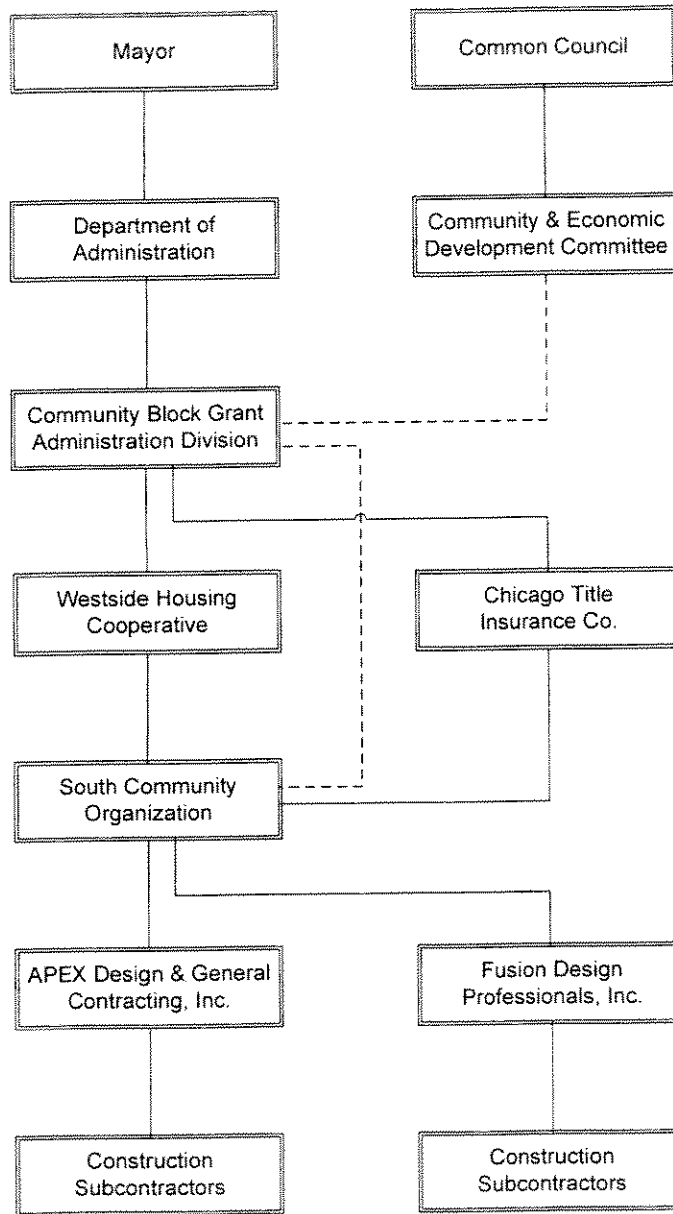 Mayor
Common Council
Department of
Administration
Community & Economic
Development Committee
Community Block Grant
Administration Division
Westside Housing
Cooperative
Chicago Title
Insurance Co.
South Community
Organization
APEX Design & General
Contracting, Inc.
Fusion Design
Professionals, Inc.
Construction
Subcontractors
Construction
Subcontractors